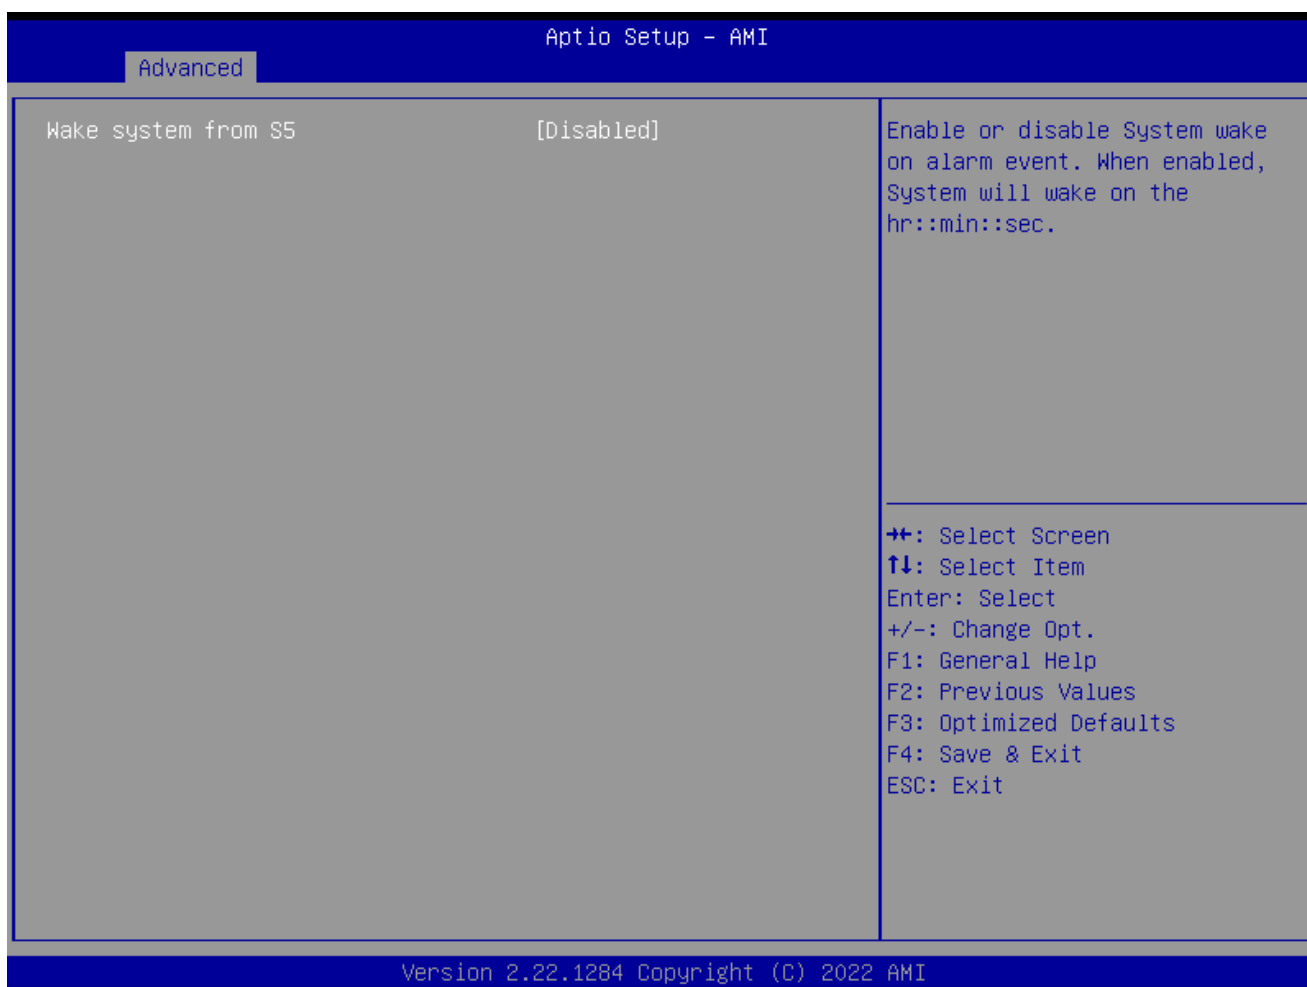 Aptio Setup – AMI
Advanced
Wake system from S5 [Disabled]
Enable or disable System wake
on alarm event. When enabled,
System will wake on the
hr::min::sec.
→←: Select Screen
↑↓: Select Item
Enter: Select
+/-: Change Opt.
F1: General Help
F2: Previous Values
F3: Optimized Defaults
F4: Save & Exit
ESC: Exit
Version 2.22.1284 Copyright (C) 2022 AMI